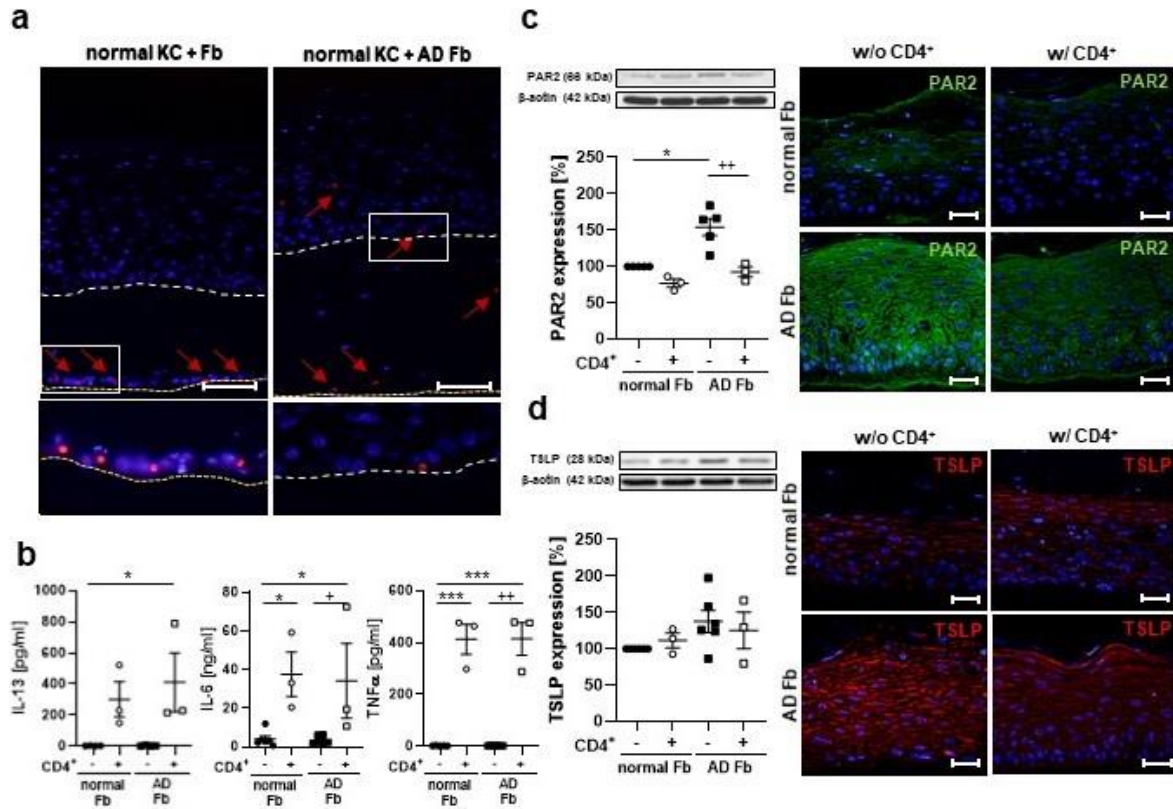 a
normal KC + Fb
normal KC + AD Fb
b
IL-13 [pg/ml]
1000
800
600
400
200
0
*
CD4⁺
- + - +
normal Fb
AD Fb
IL-6 [ng/ml]
80
60
40
20
0
*
* +
- + - +
normal Fb
AD Fb
TNFα [pg/ml]
600
400
200
0
***
*** ++
- + - +
normal Fb
AD Fb
c
PAR2 (66 kDa)
β-actin (42 kDa)
PAR2 expression [%]
250
200
150
100
50
0
* ++
CD4⁺ - + - +
normal Fb AD Fb
w/o CD4⁺ w/ CD4⁺
normal Fb
PAR2 PAR2
AD Fb
PAR2 PAR2
d
TSLP (28 kDa)
β-actin (42 kDa)
TSLP expression [%]
250
200
150
100
50
0
CD4⁺ - + - +
normal Fb AD Fb
w/o CD4⁺ w/ CD4⁺
normal Fb
TSLP TSLP
AD Fb
TSLP TSLP